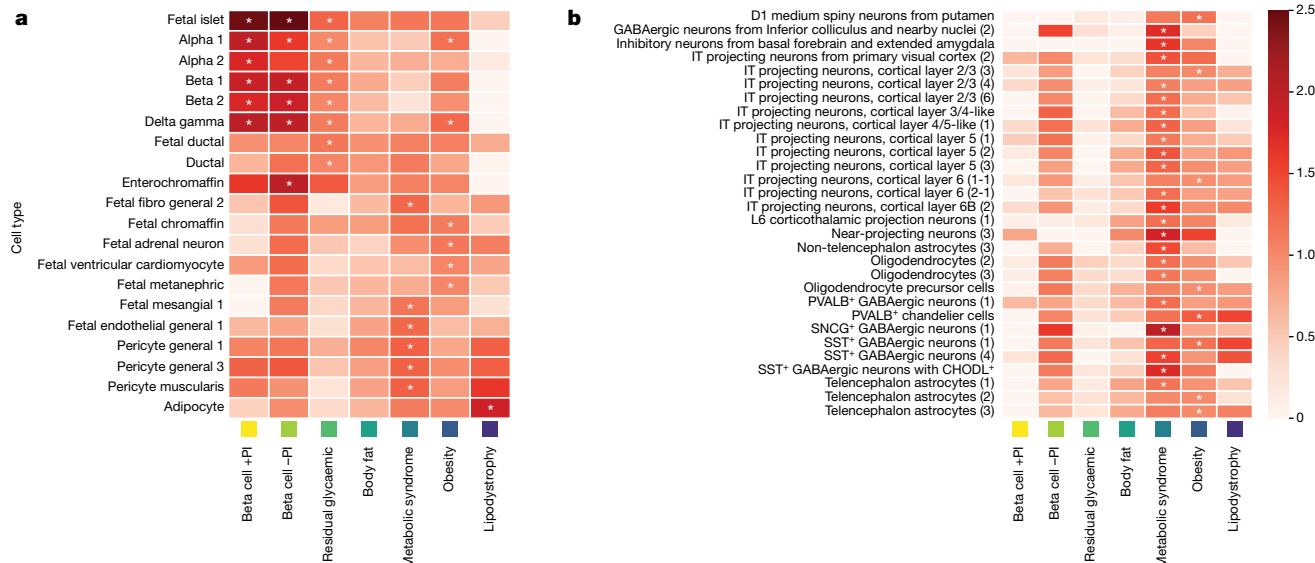 a
Cell type
Fetal islet
Alpha 1
Alpha 2
Beta 1
Beta 2
Delta gamma
Fetal ductal
Ductal
Enterochromaffin
Fetal fibro general 2
Fetal chromaffin
Fetal adrenal neuron
Fetal ventricular cardiomyocyte
Fetal metanephric
Fetal mesangial 1
Fetal endothelial general 1
Pericyte general 1
Pericyte general 3
Pericyte muscularis
Adipocyte
Beta cell +PI
Beta cell –PI
Residual glycaemic
Body fat
Metabolic syndrome
Obesity
Lipodystrophy
b
D1 medium spiny neurons from putamen
GABAergic neurons from Inferior colliculus and nearby nuclei (2)
Inhibitory neurons from basal forebrain and extended amygdala
IT projecting neurons from primary visual cortex (2)
IT projecting neurons, cortical layer 2/3 (3)
IT projecting neurons, cortical layer 2/3 (4)
IT projecting neurons, cortical layer 2/3 (6)
IT projecting neurons, cortical layer 3/4-like
IT projecting neurons, cortical layer 4/5-like (1)
IT projecting neurons, cortical layer 5 (1)
IT projecting neurons, cortical layer 5 (2)
IT projecting neurons, cortical layer 5 (3)
IT projecting neurons, cortical layer 6 (1-1)
IT projecting neurons, cortical layer 6 (2-1)
IT projecting neurons, cortical layer 6B (2)
L6 corticothalamic projection neurons (1)
Near-projecting neurons (3)
Non-telencephalon astrocytes (3)
Oligodendrocytes (2)
Oligodendrocytes (3)
Oligodendrocyte precursor cells
PVALB⁺ GABAergic neurons (1)
PVALB⁺ chandelier cells
SNCG⁺ GABAergic neurons (1)
SST⁺ GABAergic neurons (1)
SST⁺ GABAergic neurons (4)
SST⁺ GABAergic neurons with CHODL⁺
Telencephalon astrocytes (1)
Telencephalon astrocytes (2)
Telencephalon astrocytes (3)
Beta cell +PI
Beta cell –PI
Residual glycaemic
Body fat
Metabolic syndrome
Obesity
Lipodystrophy
2.5
2.0
1.5
1.0
0.5
0